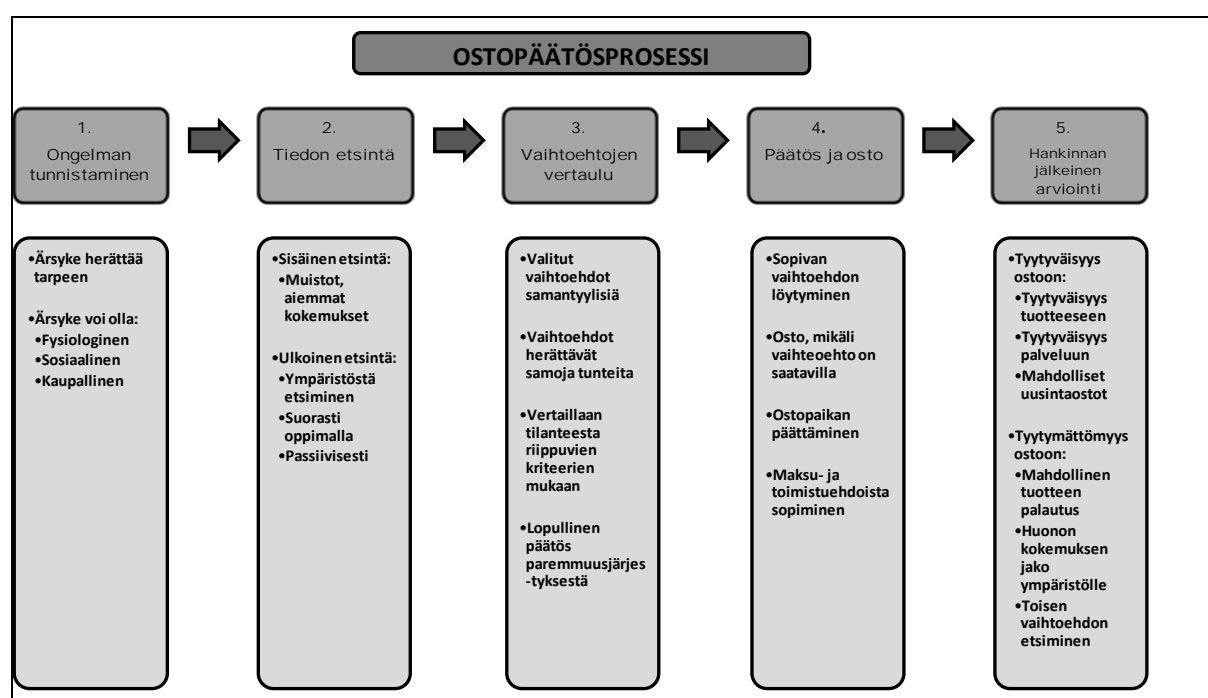 OSTOPÄÄTÖSPROSESSI
1.
Ongelman
tunnistaminen
2.
Tiedon etsintä
3.
Vaihtoehtojen
vertaulu
4.
Päätös ja osto
5.
Hankinnan
jälkeinen
arviointi
•Ärsyke herättää
tarpeen
•Ärsyke voi olla:
•Fysiologinen
•Sosiaalinen
•Kaupallinen
•Sisäinen etsintä:
•Muistot,
aiemmat
kokemukset
•Ulkoinen etsintä:
•Ympäristöstä
etsiminen
•Suorasti
oppimalla
•Passiivisesti
•Valitut
vaihtoehdot
samantyylisiä
•Vaihtoehdot
herättävät
samoja tunteita
•Vertaillaan
tilanteesta
riippuvien
kriteerien
mukaan
•Lopullinen
päätös
paremmuusjärjes
-tyksestä
•Sopivan
vaihtoehdon
löytyminen
•Osto, mikäli
vaihteoehto on
saatavilla
•Ostopaikan
päättäminen
•Maksu- ja
toimistuehdoista
sopiminen
•Tyytyväisyys
ostoon:
•Tyytyväisyys
tuotteeseen
•Tyytyväisyys
palveluun
•Mahdolliset
uusintaostot
•Tyytymättömyys
ostoon:
•Mahdollinen
tuotteen
palautus
•Huonon
kokemuksen
jako
ympäristölle
•Toisen
vaihtoehdon
etsiminen